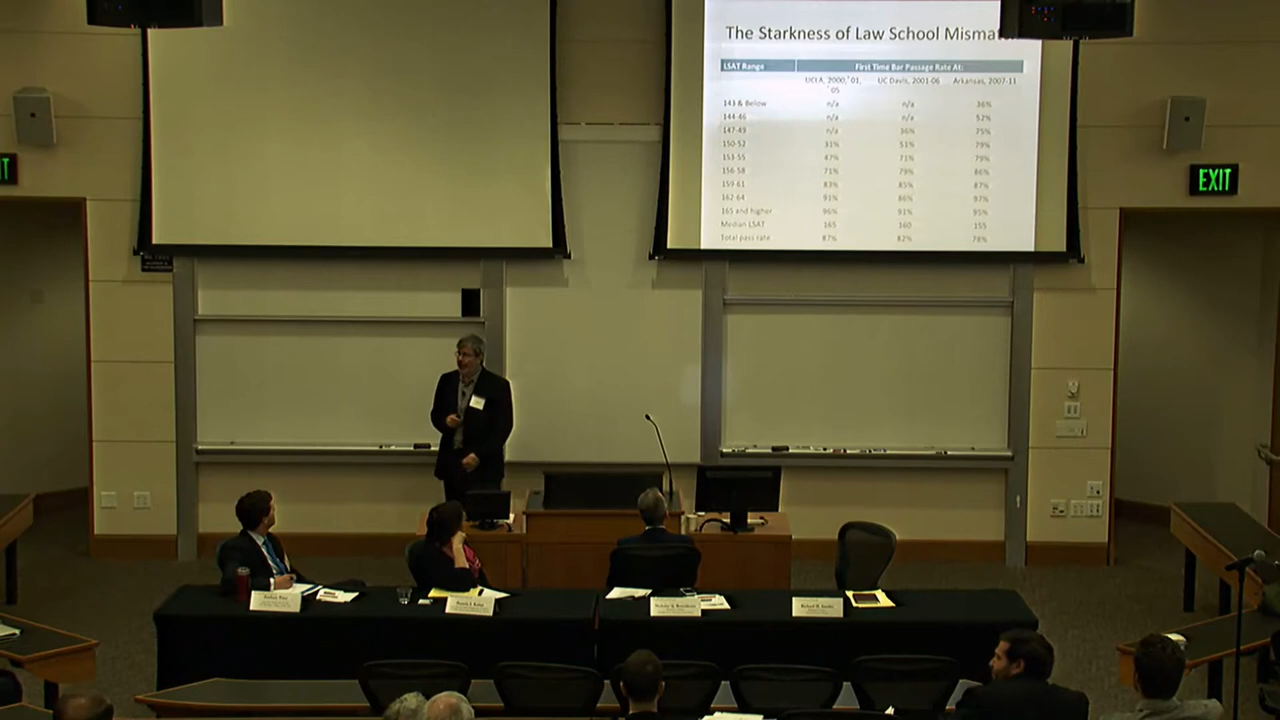 The Starkness of Law School Mismatc
LSAT Range First Time Bar Passage Rate At:
UCLA, 2000,'01, '05 UC Davis, 2001-06 Arkansas, 2007-11
143 & Below n/a n/a 36%
144-46 n/a n/a 52%
147-49 n/a 36% 75%
150-52 31% 51% 79%
153-55 47% 71% 79%
156-58 71% 79% 86%
159-61 83% 85% 87%
162-64 91% 86% 97%
165 and higher 96% 91% 95%
Median LSAT 165 160 155
Total pass rate 87% 82% 78%
IT
EXIT
Richard H. Sander